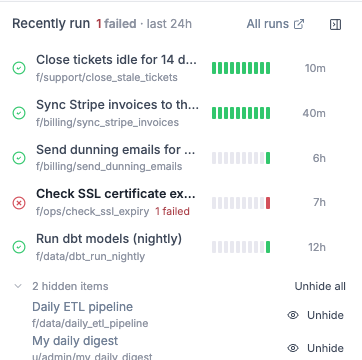 Recently run 1 failed · last 24h All runs
Close tickets idle for 14 d...
f/support/close_stale_tickets
10m
Sync Stripe invoices to th...
f/billing/sync_stripe_invoices
40m
Send dunning emails for ...
f/billing/send_dunning_emails
6h
Check SSL certificate ex...
f/ops/check_ssl_expiry 1 failed
7h
Run dbt models (nightly)
f/data/dbt_run_nightly
12h
2 hidden items Unhide all
Daily ETL pipeline
f/data/daily_etl_pipeline
Unhide
My daily digest
u/admin/my_daily_digest
Unhide